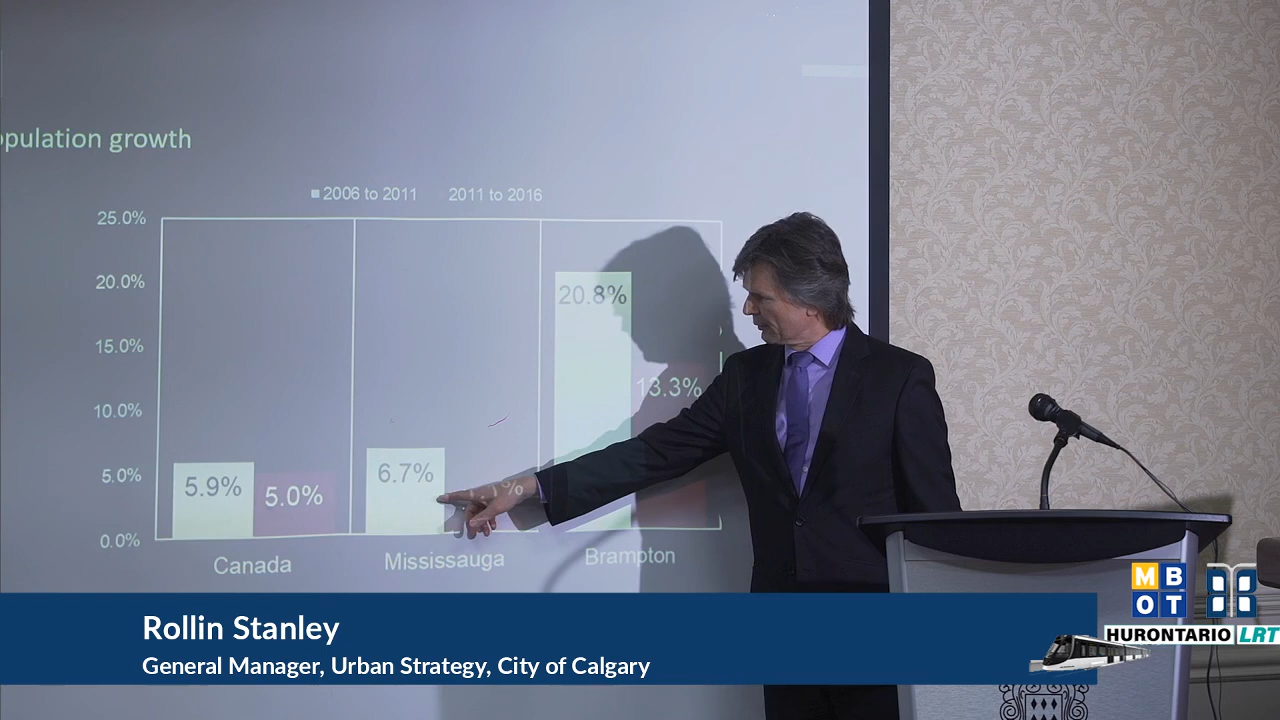 opulation growth
2006 to 2011 2011 to 2016
25.0%
20.0%
15.0%
10.0%
5.0%
0.0%
5.9%
5.0%
6.7%
20.8%
13.3%
Canada
Mississauga
Brampton
Rollin Stanley
General Manager, Urban Strategy, City of Calgary
MB
OT
HURONTARIO LRT